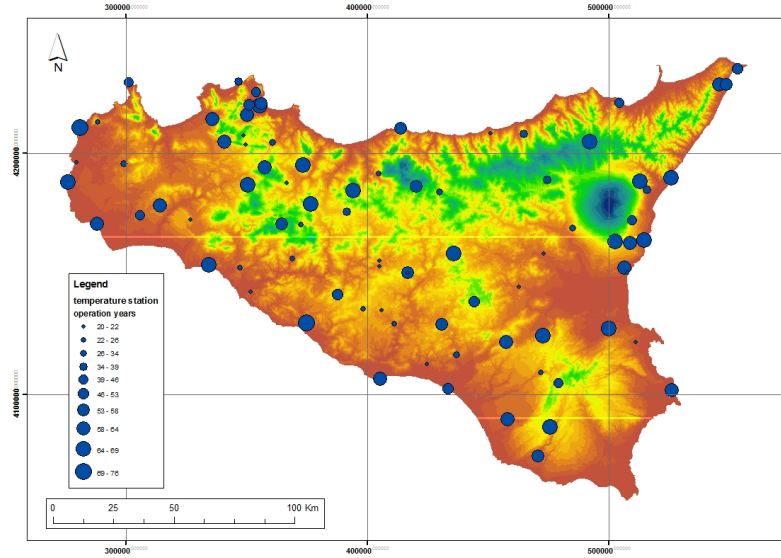 300000 400000 500000
N
4200000
4100000
Legend
temperature station
operation years
20 - 22
22 - 26
26 - 34
34 - 39
39 - 46
46 - 53
53 - 58
58 - 64
64 - 69
69 - 76
0 25 50 100 Km
300000 400000 500000